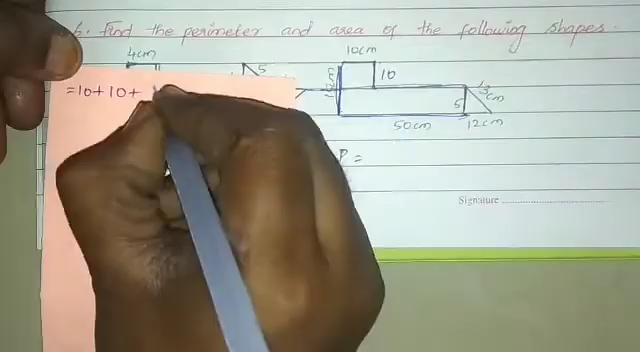 6. Find the perimeter and area of the following shapes.
10cm
4cm
5
10
13cm
5
50cm
12cm
=10+10+
P =
Signature